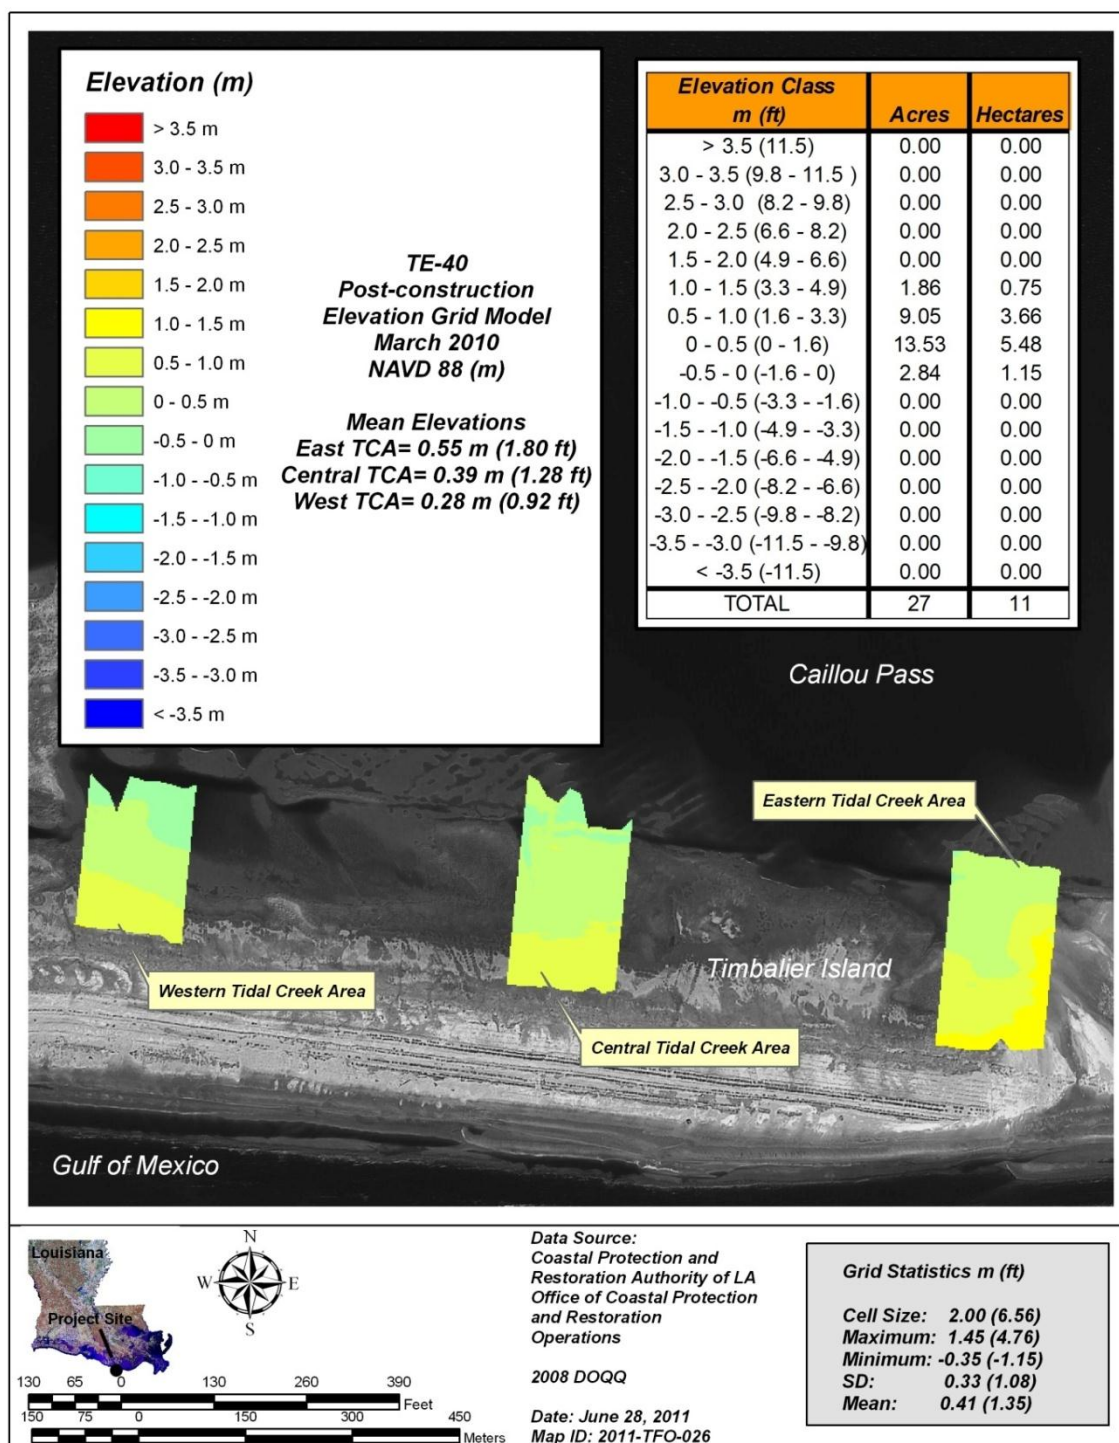 Elevation (m)
> 3.5 m
3.0 - 3.5 m
2.5 - 3.0 m
2.0 - 2.5 m
1.5 - 2.0 m
1.0 - 1.5 m
0.5 - 1.0 m
0 - 0.5 m
-0.5 - 0 m
-1.0 - -0.5 m
-1.5 - -1.0 m
-2.0 - -1.5 m
-2.5 - -2.0 m
-3.0 - -2.5 m
-3.5 - -3.0 m
< -3.5 m
TE-40
Post-construction
Elevation Grid Model
March 2010
NAVD 88 (m)
Mean Elevations
East TCA= 0.55 m (1.80 ft)
Central TCA= 0.39 m (1.28 ft)
West TCA= 0.28 m (0.92 ft)
Elevation Class
m (ft) Acres Hectares
> 3.5 (11.5) 0.00 0.00
3.0 - 3.5 (9.8 - 11.5 ) 0.00 0.00
2.5 - 3.0 (8.2 - 9.8) 0.00 0.00
2.0 - 2.5 (6.6 - 8.2) 0.00 0.00
1.5 - 2.0 (4.9 - 6.6) 0.00 0.00
1.0 - 1.5 (3.3 - 4.9) 1.86 0.75
0.5 - 1.0 (1.6 - 3.3) 9.05 3.66
0 - 0.5 (0 - 1.6) 13.53 5.48
-0.5 - 0 (-1.6 - 0) 2.84 1.15
-1.0 - -0.5 (-3.3 - -1.6) 0.00 0.00
-1.5 - -1.0 (-4.9 - -3.3) 0.00 0.00
-2.0 - -1.5 (-6.6 - -4.9) 0.00 0.00
-2.5 - -2.0 (-8.2 - -6.6) 0.00 0.00
-3.0 - -2.5 (-9.8 - -8.2) 0.00 0.00
-3.5 - -3.0 (-11.5 - -9.8) 0.00 0.00
< -3.5 (-11.5) 0.00 0.00
TOTAL 27 11
Caillou Pass
Eastern Tidal Creek Area
Timbalier Island
Western Tidal Creek Area
Central Tidal Creek Area
Gulf of Mexico
Louisiana
Project Site
N
W E
S
130 65 0 130 260 390
Feet
150 75 0 150 300 450
Meters
Data Source:
Coastal Protection and
Restoration Authority of LA
Office of Coastal Protection
and Restoration
Operations
2008 DOQQ
Date: June 28, 2011
Map ID: 2011-TFO-026
Grid Statistics m (ft)
Cell Size: 2.00 (6.56)
Maximum: 1.45 (4.76)
Minimum: -0.35 (-1.15)
SD: 0.33 (1.08)
Mean: 0.41 (1.35)